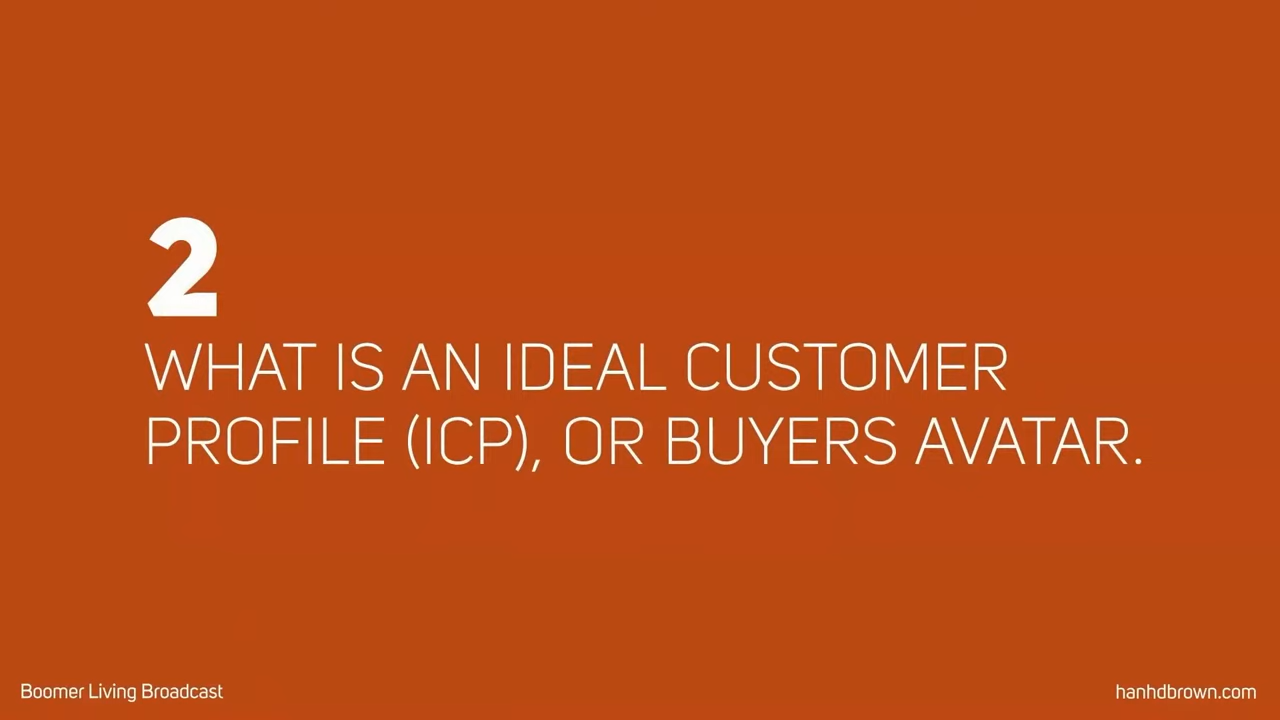 2
WHAT IS AN IDEAL CUSTOMER
PROFILE (ICP), OR BUYERS AVATAR.
Boomer Living Broadcast
hanhdbrown.com